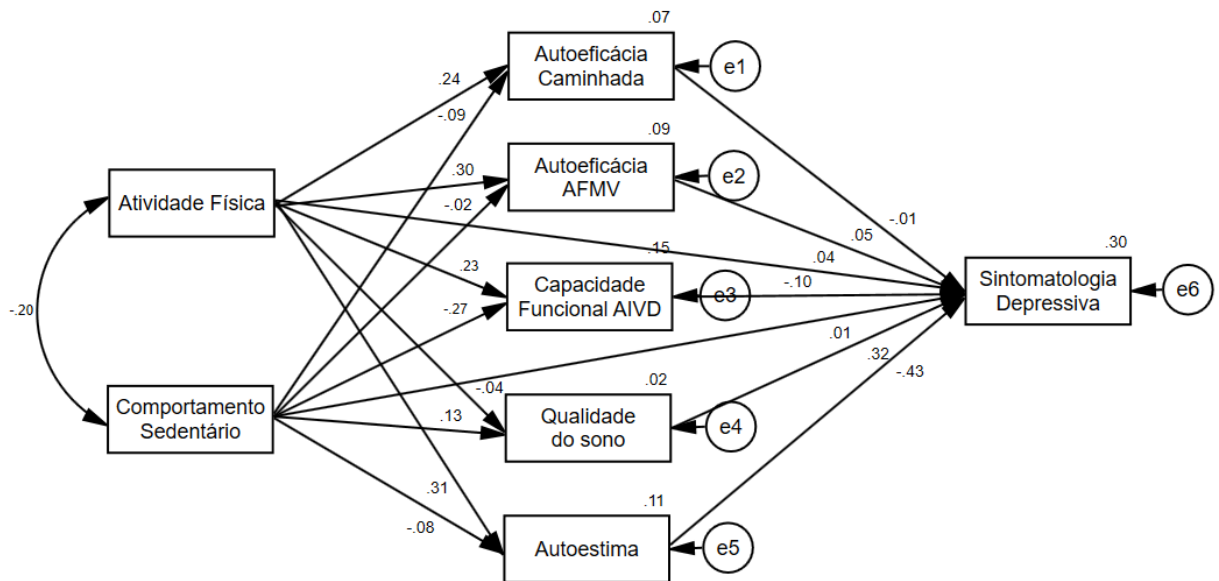 .07
Autoeficácia
Caminhada
e1
.24
-.09
.09
Autoeficácia
AFMV
e2
.30
-.02
Atividade Física
-.01
.05
.15
.04
.30
.23
Capacidade
Funcional AIVD
e3
-.10
Sintomatologia
Depressiva
e6
-.20
-.27
.01
.32
-.43
.02
-.04
Comportamento
Sedentário
.13
Qualidade
do sono
e4
.31
-.08
.11
Autoestima
e5